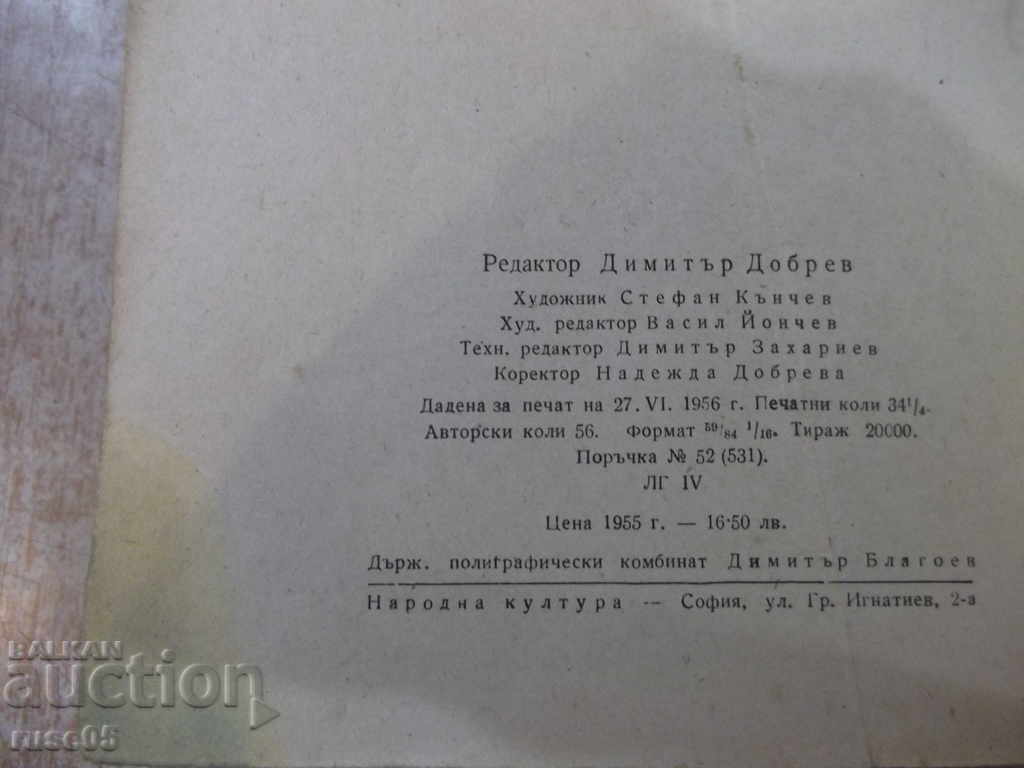 Редактор Димитър Добрев
Художник Стефан Кънчев
Худ. редактор Васил Йончев
Техн. редактор Димитър Захариев
Коректор Надежда Добрева
Дадена за печат на 27. VI. 1956 г. Печатни коли 34¹/₄.
Авторски коли 56. Формат ⁵⁹/₈₄ ¹/₁₆. Тираж 20000.
Поръчка № 52 (531).
ЛГ IV
Цена 1955 г. — 16·50 лв.
Държ. полиграфически комбинат Димитър Благоев
Народна култура — София, ул. Гр. Игнатиев, 2-а
BALKAN
auction
ruse05